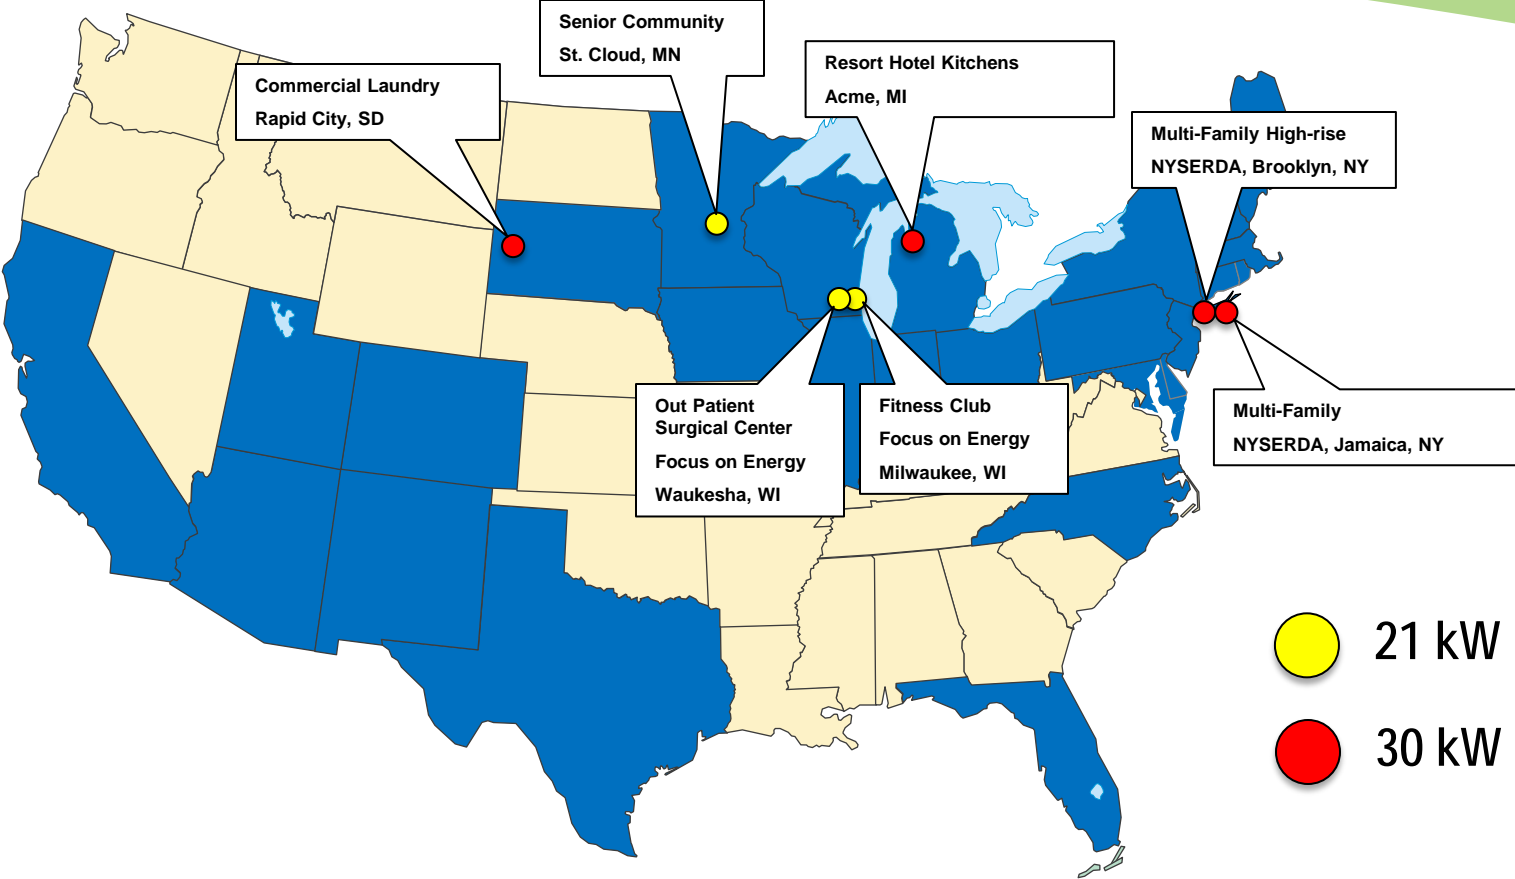 Senior Community
St. Cloud, MN
Resort Hotel Kitchens
Acme, MI
Commercial Laundry
Rapid City, SD
Multi-Family High-rise
NYSERDA, Brooklyn, NY
Out Patient
Surgical Center
Focus on Energy
Waukesha, WI
Fitness Club
Focus on Energy
Milwaukee, WI
Multi-Family
NYSERDA, Jamaica, NY
21 kW
30 kW